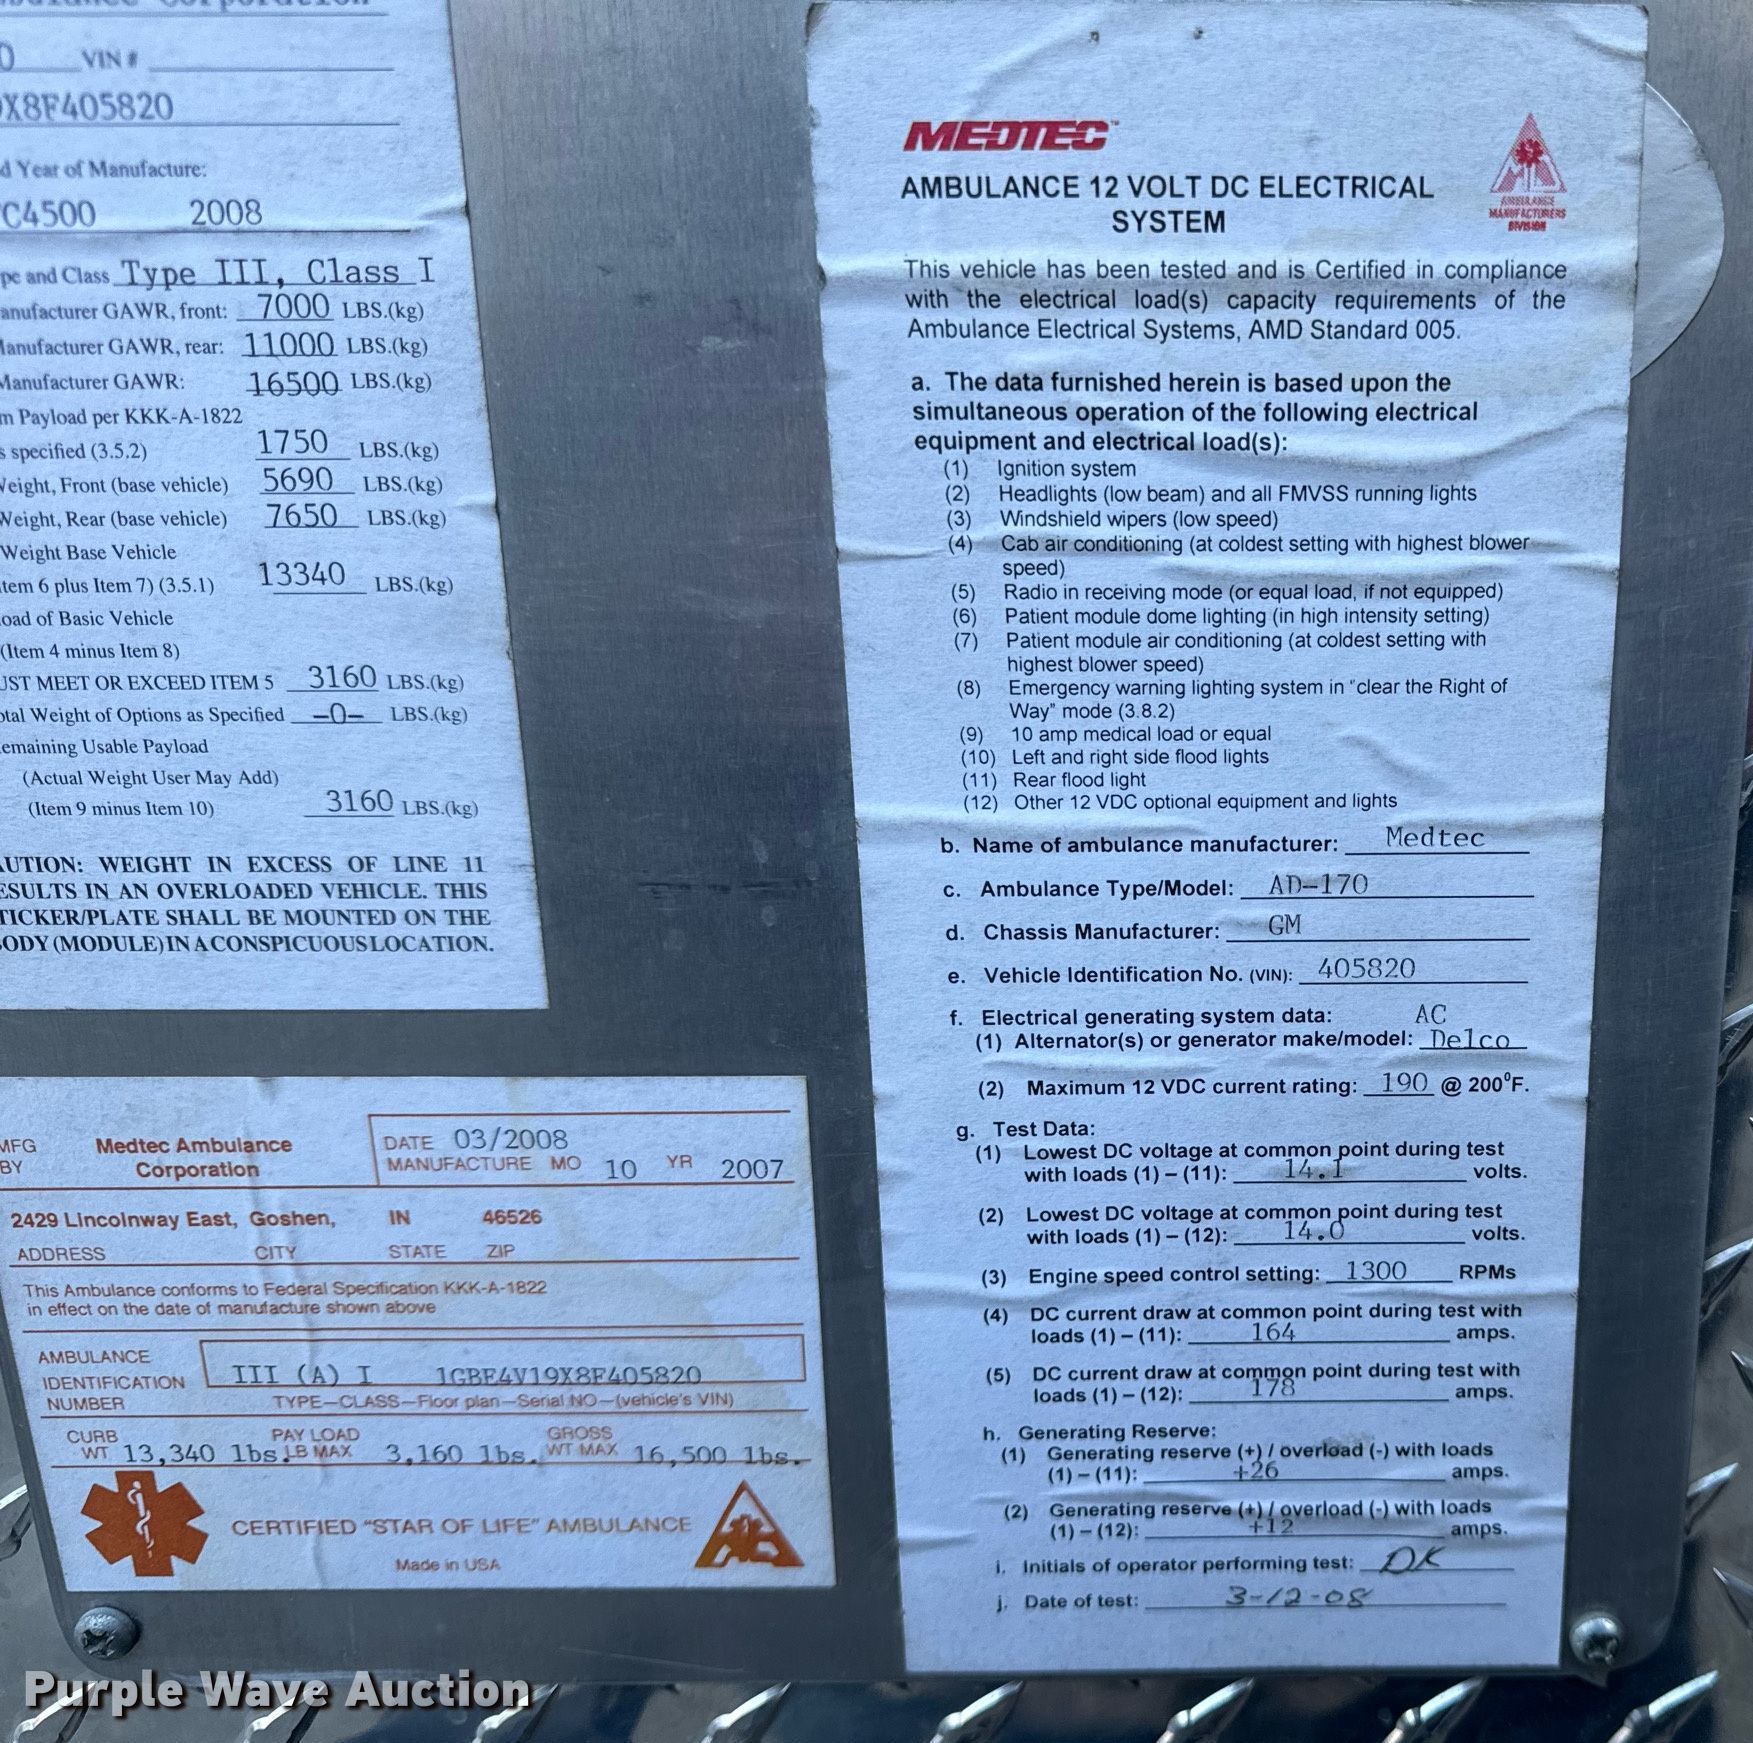 Corporation
0 VIN #
X8F405820
d Year of Manufacture:
C4500 2008
pe and Class Type III, Class I
anufacturer GAWR, front: 7000 LBS.(kg)
Manufacturer GAWR, rear: 11000 LBS.(kg)
Manufacturer GAWR: 16500 LBS.(kg)
m Payload per KKK-A-1822
s specified (3.5.2) 1750 LBS.(kg)
Weight, Front (base vehicle) 5690 LBS.(kg)
Weight, Rear (base vehicle) 7650 LBS.(kg)
Weight Base Vehicle
tem 6 plus Item 7) (3.5.1) 13340 LBS.(kg)
oad of Basic Vehicle
(Item 4 minus Item 8)
UST MEET OR EXCEED ITEM 5 3160 LBS.(kg)
otal Weight of Options as Specified -0- LBS.(kg)
emaining Usable Payload
(Actual Weight User May Add)
(Item 9 minus Item 10) 3160 LBS.(kg)
AUTION: WEIGHT IN EXCESS OF LINE 11
ESULTS IN AN OVERLOADED VEHICLE. THIS
TICKER/PLATE SHALL BE MOUNTED ON THE
ODY (MODULE) IN A CONSPICUOUS LOCATION.
MFG BY Medtec Ambulance Corporation
DATE 03/2008
MANUFACTURE MO 10 YR 2007
2429 Lincolnway East, Goshen, IN 46526
ADDRESS CITY STATE ZIP
This Ambulance conforms to Federal Specification KKK-A-1822
in effect on the date of manufacture shown above
AMBULANCE
IDENTIFICATION III (A) I 1GBE4V19X8F405820
NUMBER TYPE-CLASS-Floor plan-Serial NO-(vehicle's VIN)
CURB WT 13,340 lbs. PAY LOAD LB MAX 3,160 lbs. GROSS WT MAX 16,500 lbs.
CERTIFIED "STAR OF LIFE" AMBULANCE
Made in USA
MEDTEC™
AMBULANCE MANUFACTURERS DIVISION
AMBULANCE 12 VOLT DC ELECTRICAL
SYSTEM
This vehicle has been tested and is Certified in compliance
with the electrical load(s) capacity requirements of the
Ambulance Electrical Systems, AMD Standard 005.
a. The data furnished herein is based upon the
simultaneous operation of the following electrical
equipment and electrical load(s):
(1) Ignition system
(2) Headlights (low beam) and all FMVSS running lights
(3) Windshield wipers (low speed)
(4) Cab air conditioning (at coldest setting with highest blower
speed)
(5) Radio in receiving mode (or equal load, if not equipped)
(6) Patient module dome lighting (in high intensity setting)
(7) Patient module air conditioning (at coldest setting with
highest blower speed)
(8) Emergency warning lighting system in "clear the Right of
Way" mode (3.8.2)
(9) 10 amp medical load or equal
(10) Left and right side flood lights
(11) Rear flood light
(12) Other 12 VDC optional equipment and lights
b. Name of ambulance manufacturer: Medtec
c. Ambulance Type/Model: AD-170
d. Chassis Manufacturer: GM
e. Vehicle Identification No. (VIN): 405820
f. Electrical generating system data: AC
(1) Alternator(s) or generator make/model: Delco
(2) Maximum 12 VDC current rating: 190 @ 200⁰F.
g. Test Data:
(1) Lowest DC voltage at common point during test
with loads (1) – (11): 14.1 volts.
(2) Lowest DC voltage at common point during test
with loads (1) – (12): 14.0 volts.
(3) Engine speed control setting: 1300 RPMs
(4) DC current draw at common point during test with
loads (1) – (11): 164 amps.
(5) DC current draw at common point during test with
loads (1) – (12): 178 amps.
h. Generating Reserve:
(1) Generating reserve (+) / overload (-) with loads
(1) – (11): +26 amps.
(2) Generating reserve (+) / overload (-) with loads
(1) – (12): +12 amps.
i. Initials of operator performing test: DK
j. Date of test: 3-12-08
Purple Wave Auction